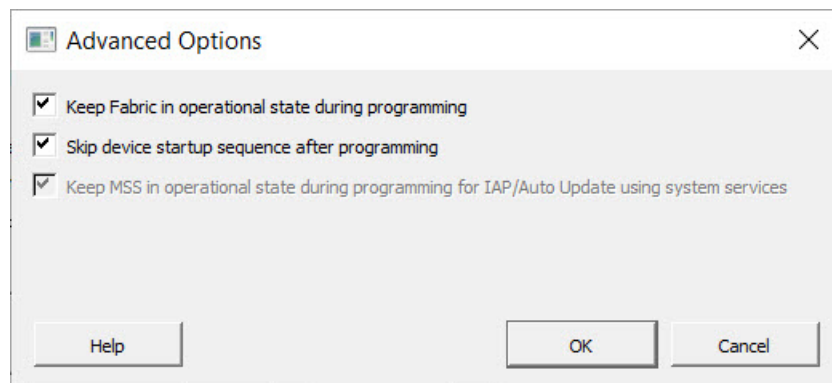 Advanced Options
Keep Fabric in operational state during programming
Skip device startup sequence after programming
Keep MSS in operational state during programming for IAP/Auto Update using system services
Help
OK
Cancel